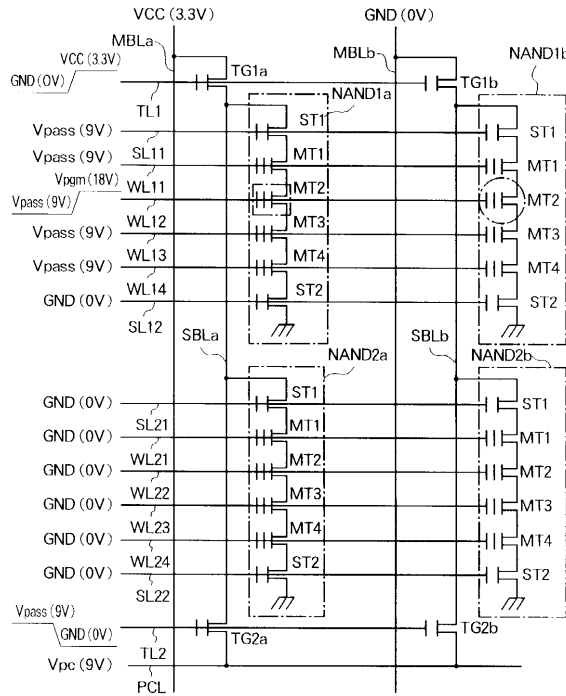 VCC (3.3V) GND (0V)
MBLa MBLb NAND1b
VCC (3.3V)
GND(0V) TG1a NAND1a TG1b
TL1
Vpass (9V) ST1 ST1
SL11
Vpass (9V) MT1 MT1
WL11
Vpgm (18V)
Vpass (9V) MT2 MT2
WL12
Vpass (9V) MT3 MT3
WL13
Vpass (9V) MT4 MT4
WL14
GND (0V) ST2 ST2
SL12
SBLa NAND2a SBLb NAND2b
GND (0V) ST1 ST1
SL21
GND (0V) MT1 MT1
WL21
GND (0V) MT2 MT2
WL22
GND (0V) MT3 MT3
WL23
GND (0V) MT4 MT4
WL24
GND (0V) ST2 ST2
SL22
Vpass (9V)
GND (0V) TG2a TG2b
TL2
Vpc (9V)
PCL